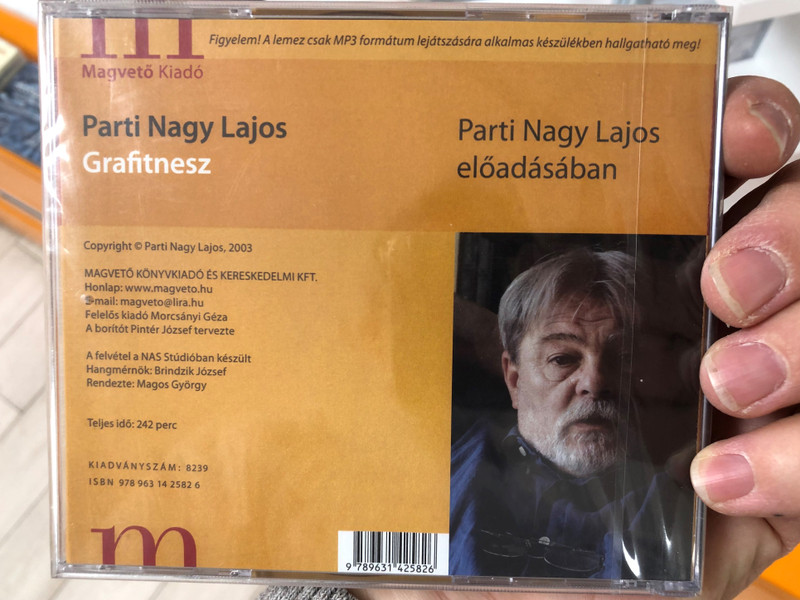 Figyelem! A lemez csak MP3 formátum lejátszására alkalmas készülékben hallgatható meg!
m
Magvető Kiadó
Parti Nagy Lajos
Grafitnesz
Parti Nagy Lajos
előadásában
Copyright © Parti Nagy Lajos, 2003
MAGVETŐ KÖNYVKIADÓ ÉS KERESKEDELMI KFT.
Honlap: www.magveto.hu
E-mail: magveto@lira.hu
Felelős kiadó Morcsányi Géza
A borítót Pintér József tervezte
A felvétel a NAS Stúdióban készült
Hangmérnök: Brindzik József
Rendezte: Magos György
Teljes idő: 242 perc
KIADVÁNYSZÁM: 8239
ISBN 978 963 14 2582 6
m
9 789631 425826